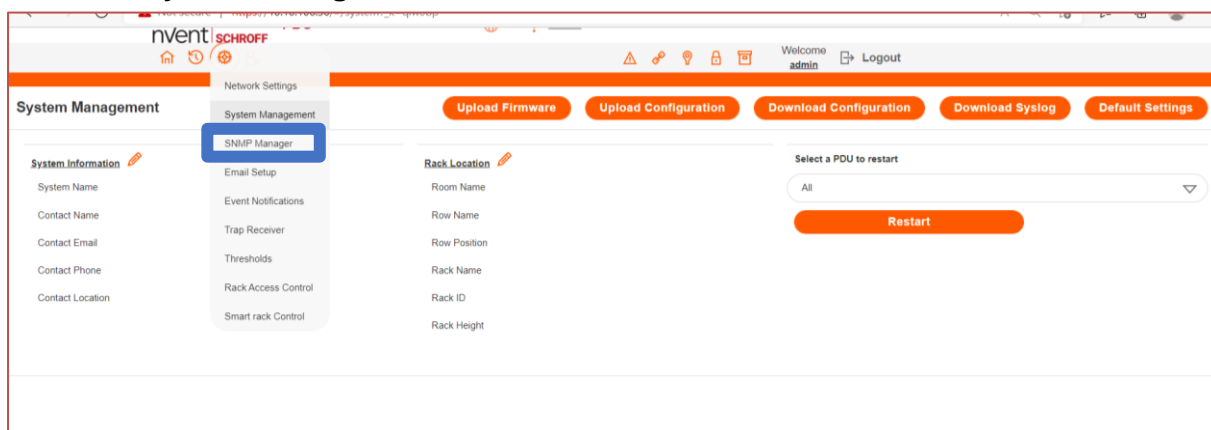 Not secure
nvent SCHROFF
Welcome
admin
Logout
System Management
Upload Firmware
Upload Configuration
Download Configuration
Download Syslog
Default Settings
Network Settings
System Management
SNMP Manager
Email Setup
Event Notifications
Trap Receiver
Thresholds
Rack Access Control
Smart rack Control
System Information
System Name
Contact Name
Contact Email
Contact Phone
Contact Location
Rack Location
Room Name
Row Name
Row Position
Rack Name
Rack ID
Rack Height
Select a PDU to restart
All
Restart